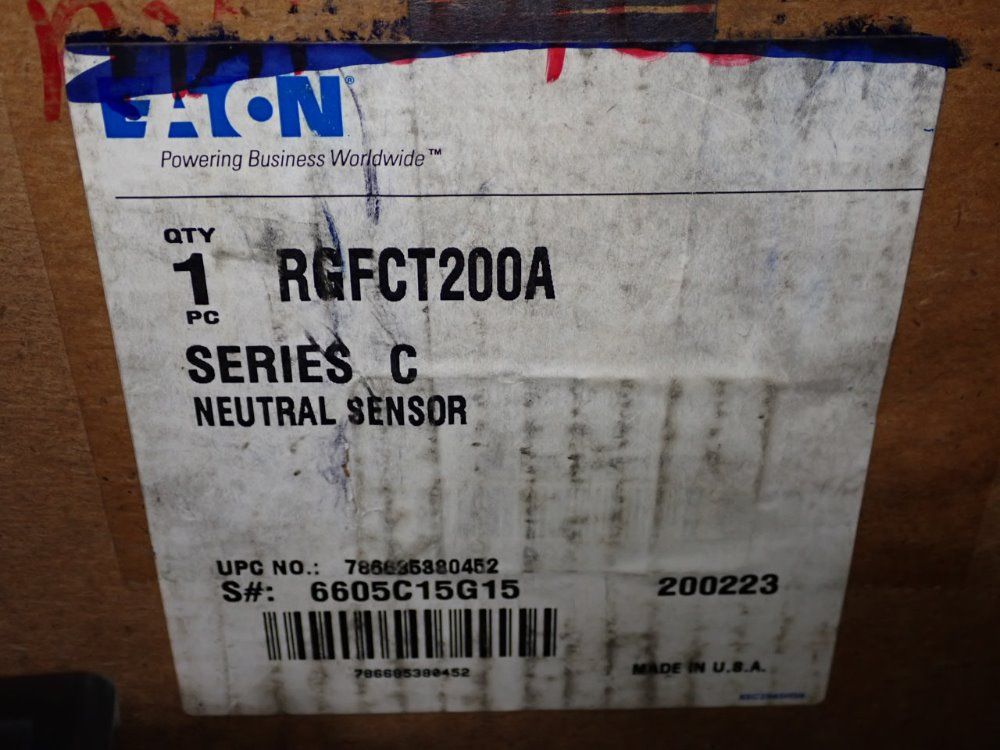 EATON®
Powering Business Worldwide™
QTY
1 RGFCT200A
PC
SERIES C
NEUTRAL SENSOR
UPC NO.: 786685380452
S#: 6605C15G15 200223
786685380452
MADE IN U.S.A.